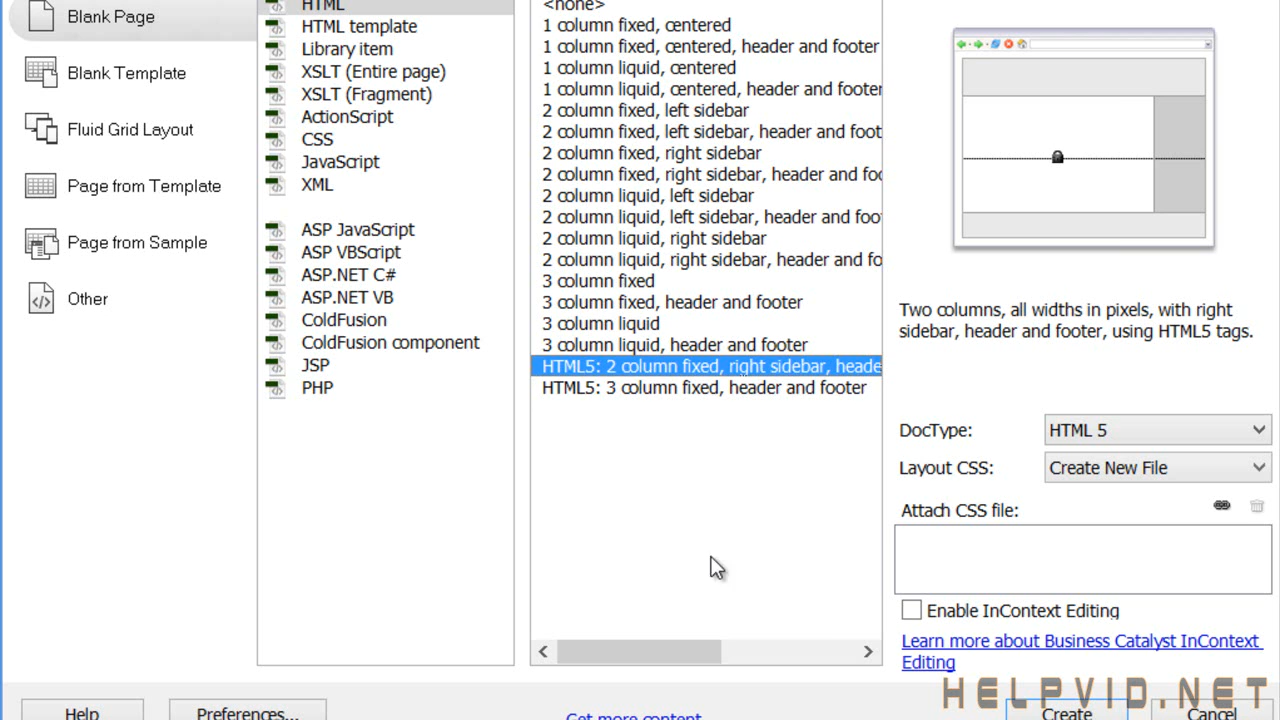 Blank Page
Blank Template
Fluid Grid Layout
Page from Template
Page from Sample
Other
HTML
HTML template
Library item
XSLT (Entire page)
XSLT (Fragment)
ActionScript
CSS
JavaScript
XML
ASP JavaScript
ASP VBScript
ASP.NET C#
ASP.NET VB
ColdFusion
ColdFusion component
JSP
PHP
<none>
1 column fixed, centered
1 column fixed, centered, header and footer
1 column liquid, centered
1 column liquid, centered, header and footer
2 column fixed, left sidebar
2 column fixed, left sidebar, header and foot
2 column fixed, right sidebar
2 column fixed, right sidebar, header and foo
2 column liquid, left sidebar
2 column liquid, left sidebar, header and foo
2 column liquid, right sidebar
2 column liquid, right sidebar, header and fo
3 column fixed
3 column fixed, header and footer
3 column liquid
3 column liquid, header and footer
HTML5: 2 column fixed, right sidebar, heade
HTML5: 3 column fixed, header and footer
Two columns, all widths in pixels, with right
sidebar, header and footer, using HTML5 tags.
DocType: HTML 5
Layout CSS: Create New File
Attach CSS file:
Enable InContext Editing
Learn more about Business Catalyst InContext
Editing
HELPVID.NET
Help Preferences... Get more content... Create Cancel